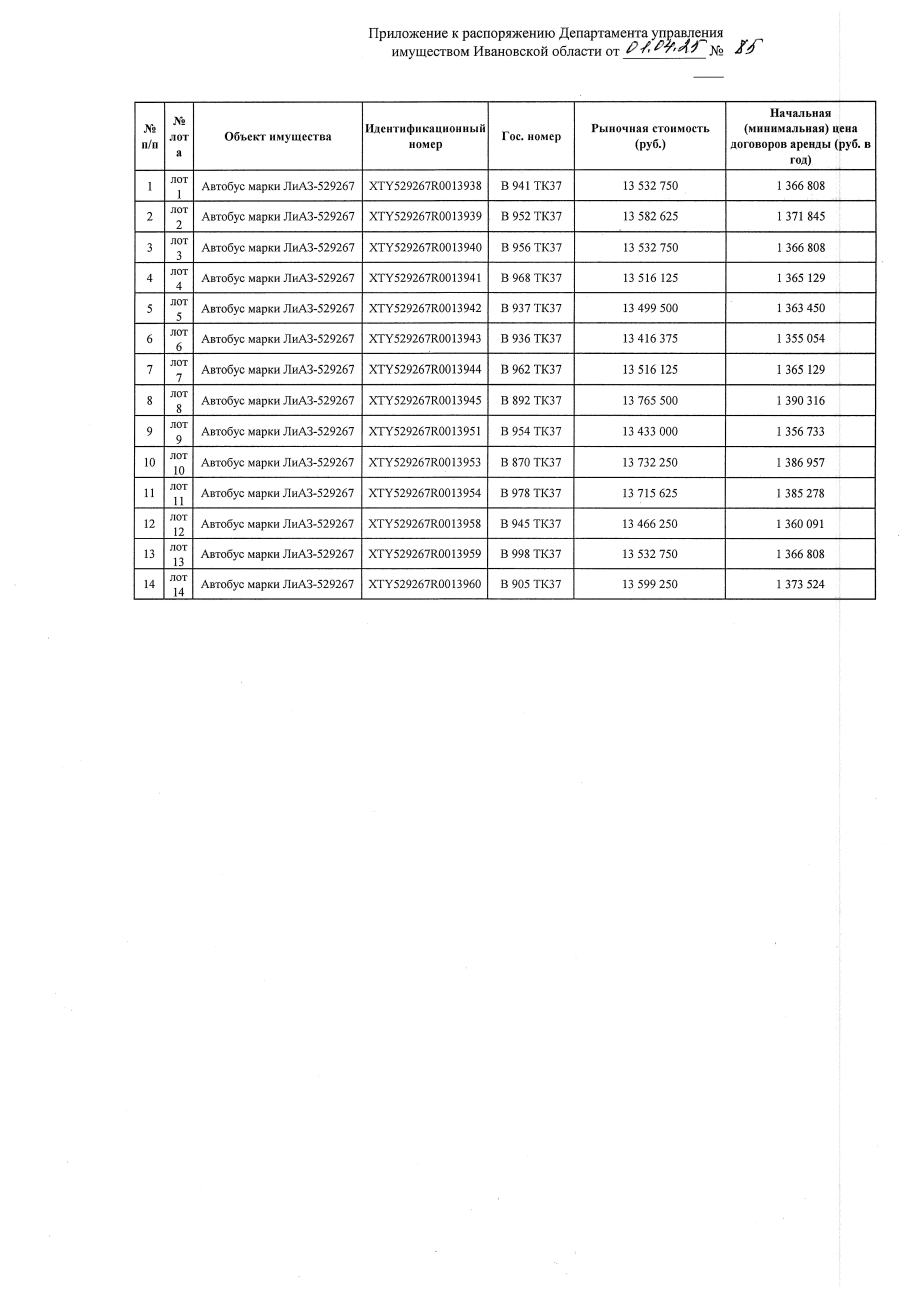 Приложение к распоряжению Департамента управления
имуществом Ивановской области от 01.04.25 № 85
№ п/п № лота Объект имущества Идентификационный номер Гос. номер Рыночная стоимость (руб.) Начальная (минимальная) цена договоров аренды (руб. в год)
1 лот 1 Автобус марки ЛиАЗ-529267 XTY529267R0013938 В 941 ТК37 13 532 750 1 366 808
2 лот 2 Автобус марки ЛиАЗ-529267 XTY529267R0013939 В 952 ТК37 13 582 625 1 371 845
3 лот 3 Автобус марки ЛиАЗ-529267 XTY529267R0013940 В 956 ТК37 13 532 750 1 366 808
4 лот 4 Автобус марки ЛиАЗ-529267 XTY529267R0013941 В 968 ТК37 13 516 125 1 365 129
5 лот 5 Автобус марки ЛиАЗ-529267 XTY529267R0013942 В 937 ТК37 13 499 500 1 363 450
6 лот 6 Автобус марки ЛиАЗ-529267 XTY529267R0013943 В 936 ТК37 13 416 375 1 355 054
7 лот 7 Автобус марки ЛиАЗ-529267 XTY529267R0013944 В 962 ТК37 13 516 125 1 365 129
8 лот 8 Автобус марки ЛиАЗ-529267 XTY529267R0013945 В 892 ТК37 13 765 500 1 390 316
9 лот 9 Автобус марки ЛиАЗ-529267 XTY529267R0013951 В 954 ТК37 13 433 000 1 356 733
10 лот 10 Автобус марки ЛиАЗ-529267 XTY529267R0013953 В 870 ТК37 13 732 250 1 386 957
11 лот 11 Автобус марки ЛиАЗ-529267 XTY529267R0013954 В 978 ТК37 13 715 625 1 385 278
12 лот 12 Автобус марки ЛиАЗ-529267 XTY529267R0013958 В 945 ТК37 13 466 250 1 360 091
13 лот 13 Автобус марки ЛиАЗ-529267 XTY529267R0013959 В 998 ТК37 13 532 750 1 366 808
14 лот 14 Автобус марки ЛиАЗ-529267 XTY529267R0013960 В 905 ТК37 13 599 250 1 373 524